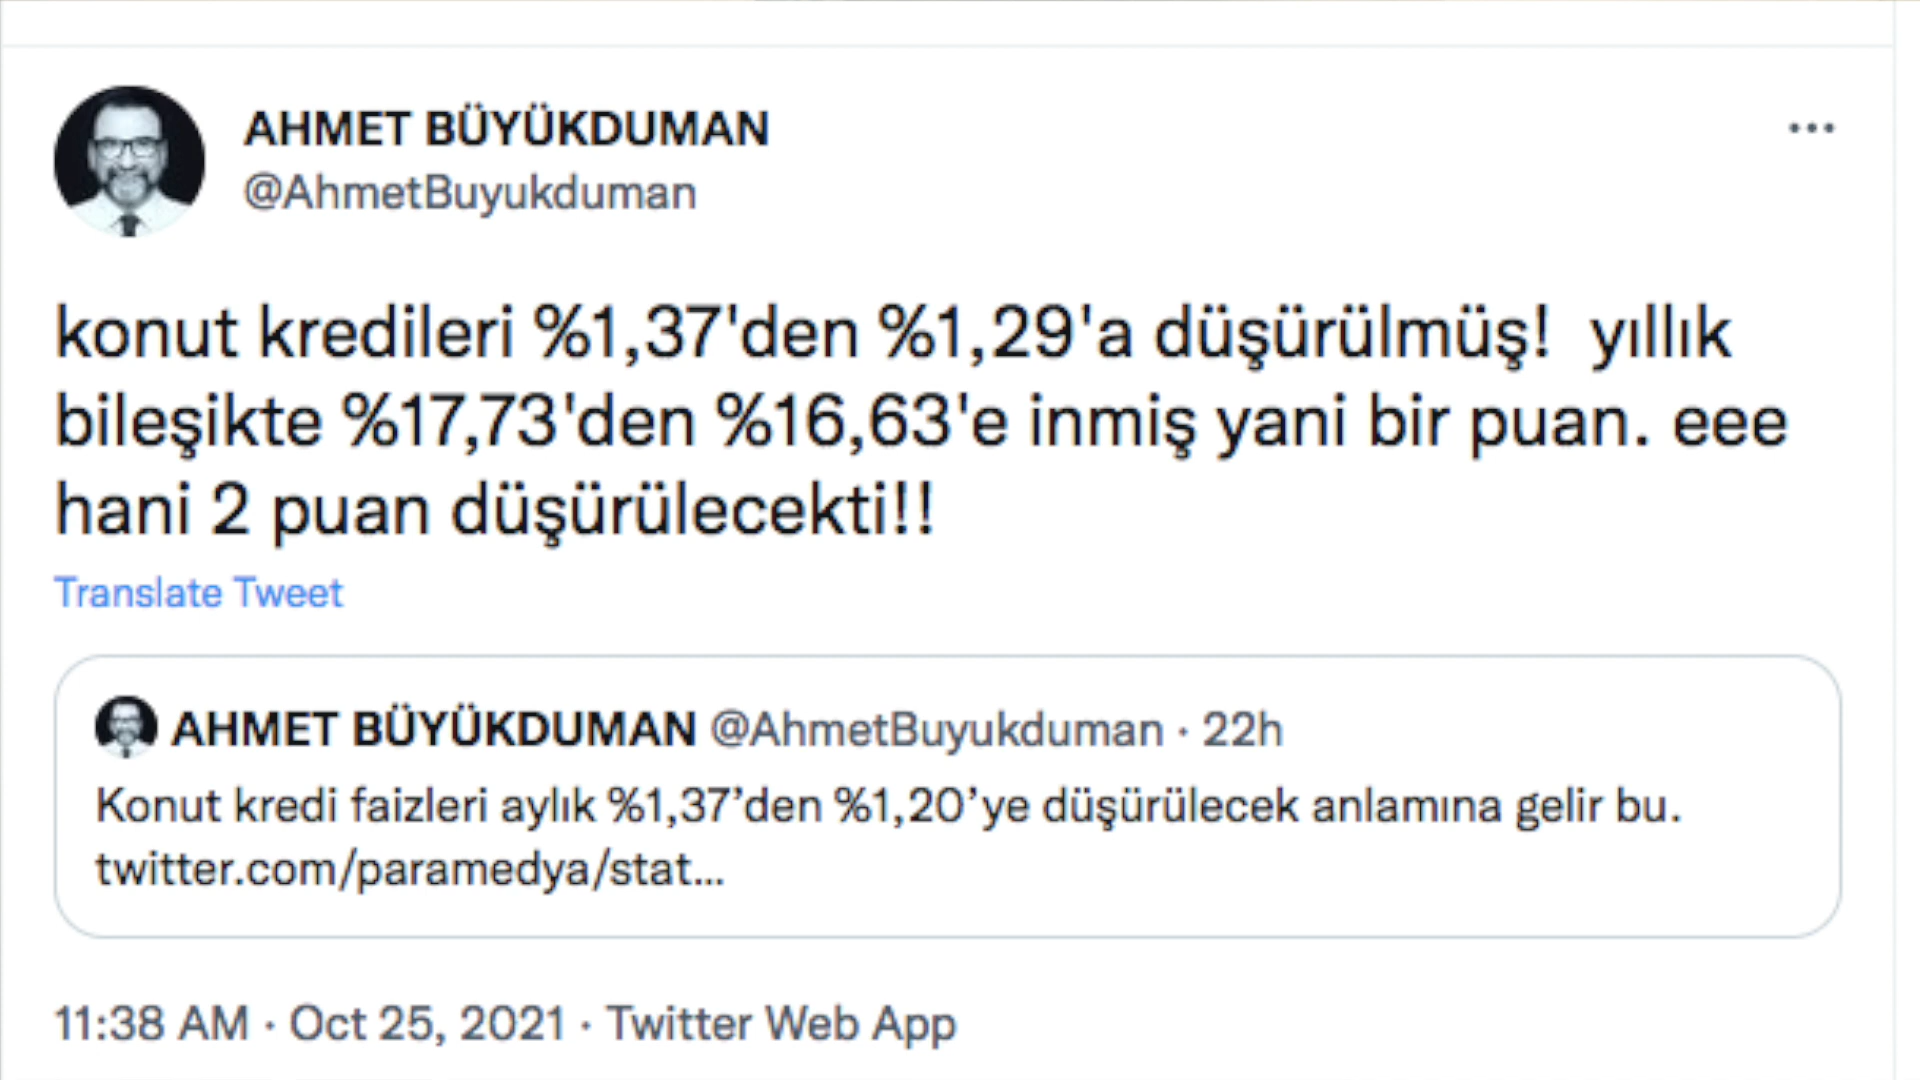 AHMET BÜYÜKDUMAN
@AhmetBuyukduman
konut kredileri %1,37'den %1,29'a düşürülmüş!  yıllık
bileşikte %17,73'den %16,63'e inmiş yani bir puan. eee
hani 2 puan düşürülecekti!!
Translate Tweet
AHMET BÜYÜKDUMAN @AhmetBuyukduman · 22h
Konut kredi faizleri aylık %1,37’den %1,20’ye düşürülecek anlamına gelir bu.
twitter.com/paramedya/stat…
11:38 AM · Oct 25, 2021 · Twitter Web App